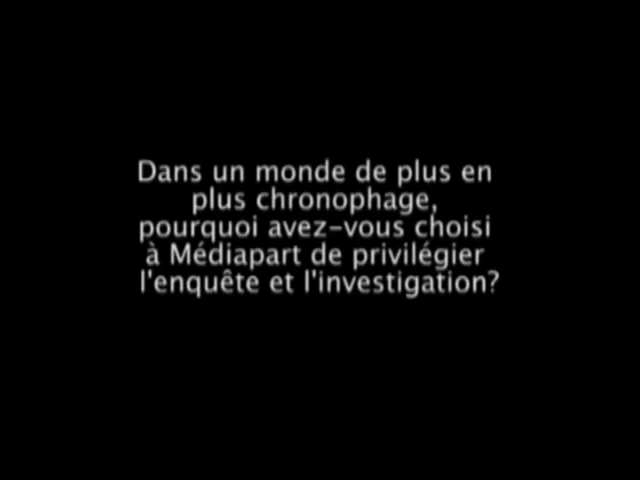 Dans un monde de plus en
plus chronophage,
pourquoi avez-vous choisi
à Médiapart de privilégier
l'enquête et l'investigation?